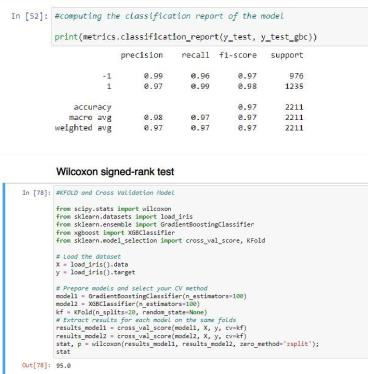 In [52]: #computing the classification report of the model
print(metrics.classification_report(y_test, y_test_gbc))
precision recall f1-score support
-1 0.99 0.96 0.97 976
1 0.97 0.99 0.98 1235
accuracy 0.97 2211
macro avg 0.98 0.97 0.97 2211
weighted avg 0.97 0.97 0.97 2211
Wilcoxon signed-rank test
In [78]: #KFOLD and Cross Validation Model
from scipy.stats import wilcoxon
from sklearn.datasets import load_iris
from sklearn.ensemble import GradientBoostingClassifier
from xgboost import XGBClassifier
from sklearn.model_selection import cross_val_score, KFold
# Load the dataset
X = load_iris().data
y = load_iris().target
# Prepare models and select your CV method
model1 = GradientBoostingClassifier(n_estimators=100)
model2 = XGBClassifier(n_estimators=100)
kf = KFold(n_splits=20, random_state=None)
# Extract results for each model on the same folds
results_model1 = cross_val_score(model1, X, y, cv=kf)
results_model2 = cross_val_score(model2, X, y, cv=kf)
stat, p = wilcoxon(results_model1, results_model2, zero_method='zsplit');
stat
Out[78]: 95.0